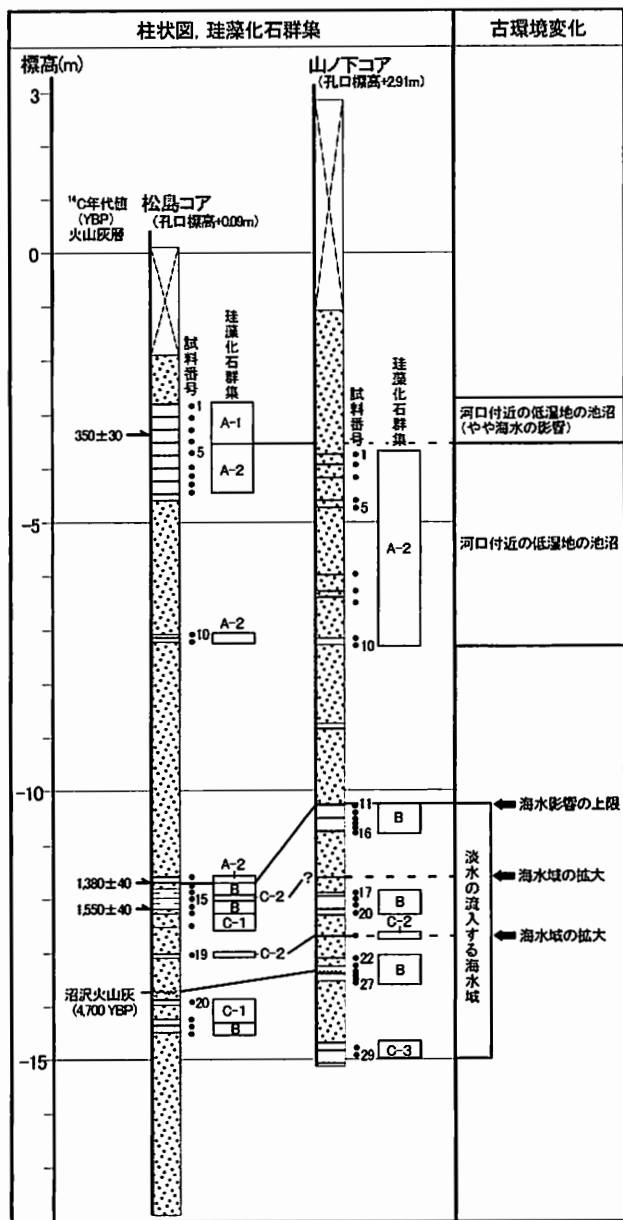 柱状図, 珪藻化石群集
古環境変化
標高(m)
山ノ下コア
(孔口標高+2.91m)
3
¹⁴C年代値
(YBP)
火山灰層
松島コア
(孔口標高+0.09m)
0
試料番号
珪藻化石群集
1
A-1
350±30
5
A-2
試料番号
珪藻化石群集
1
5
A-2
10
河口付近の低湿地の池沼
(やや海水の影響)
河口付近の低湿地の池沼
-5
A-2
10
-10
11
B
16
海水影響の上限
A-2
1,380±40
B
15
C-2
1,550±40
B
C-1
?
17
B
20
海水域の拡大
19
C-2
C-2
海水域の拡大
22
B
27
沼沢火山灰
(4,700 YBP)
20
C-1
B
29
C-3
淡水の流入する海水域
-15